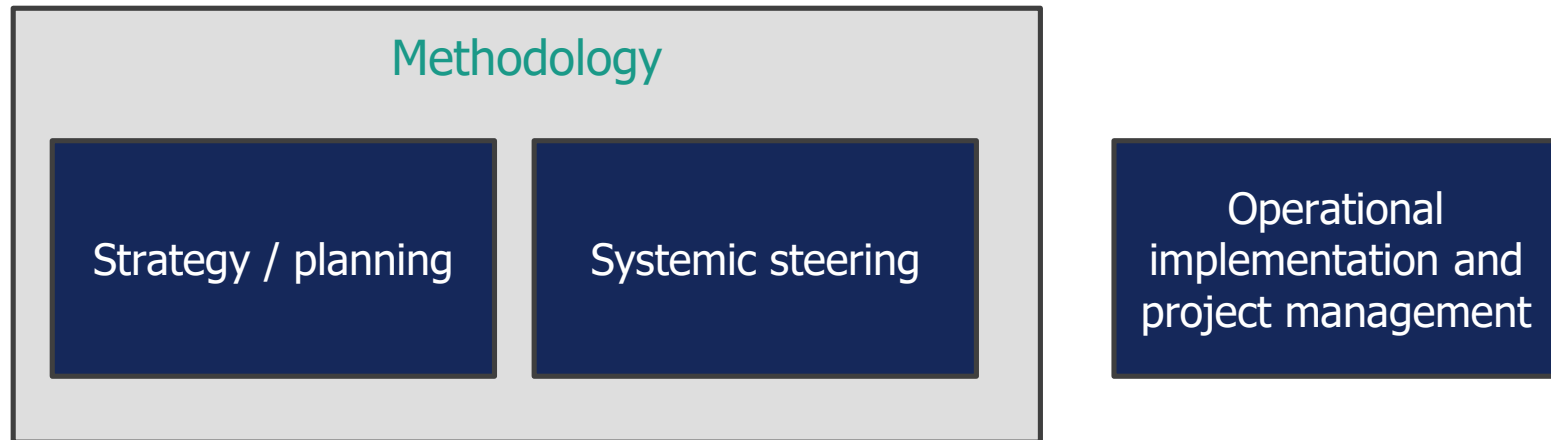 Methodology
Strategy / planning
Systemic steering
Operational
implementation and
project management